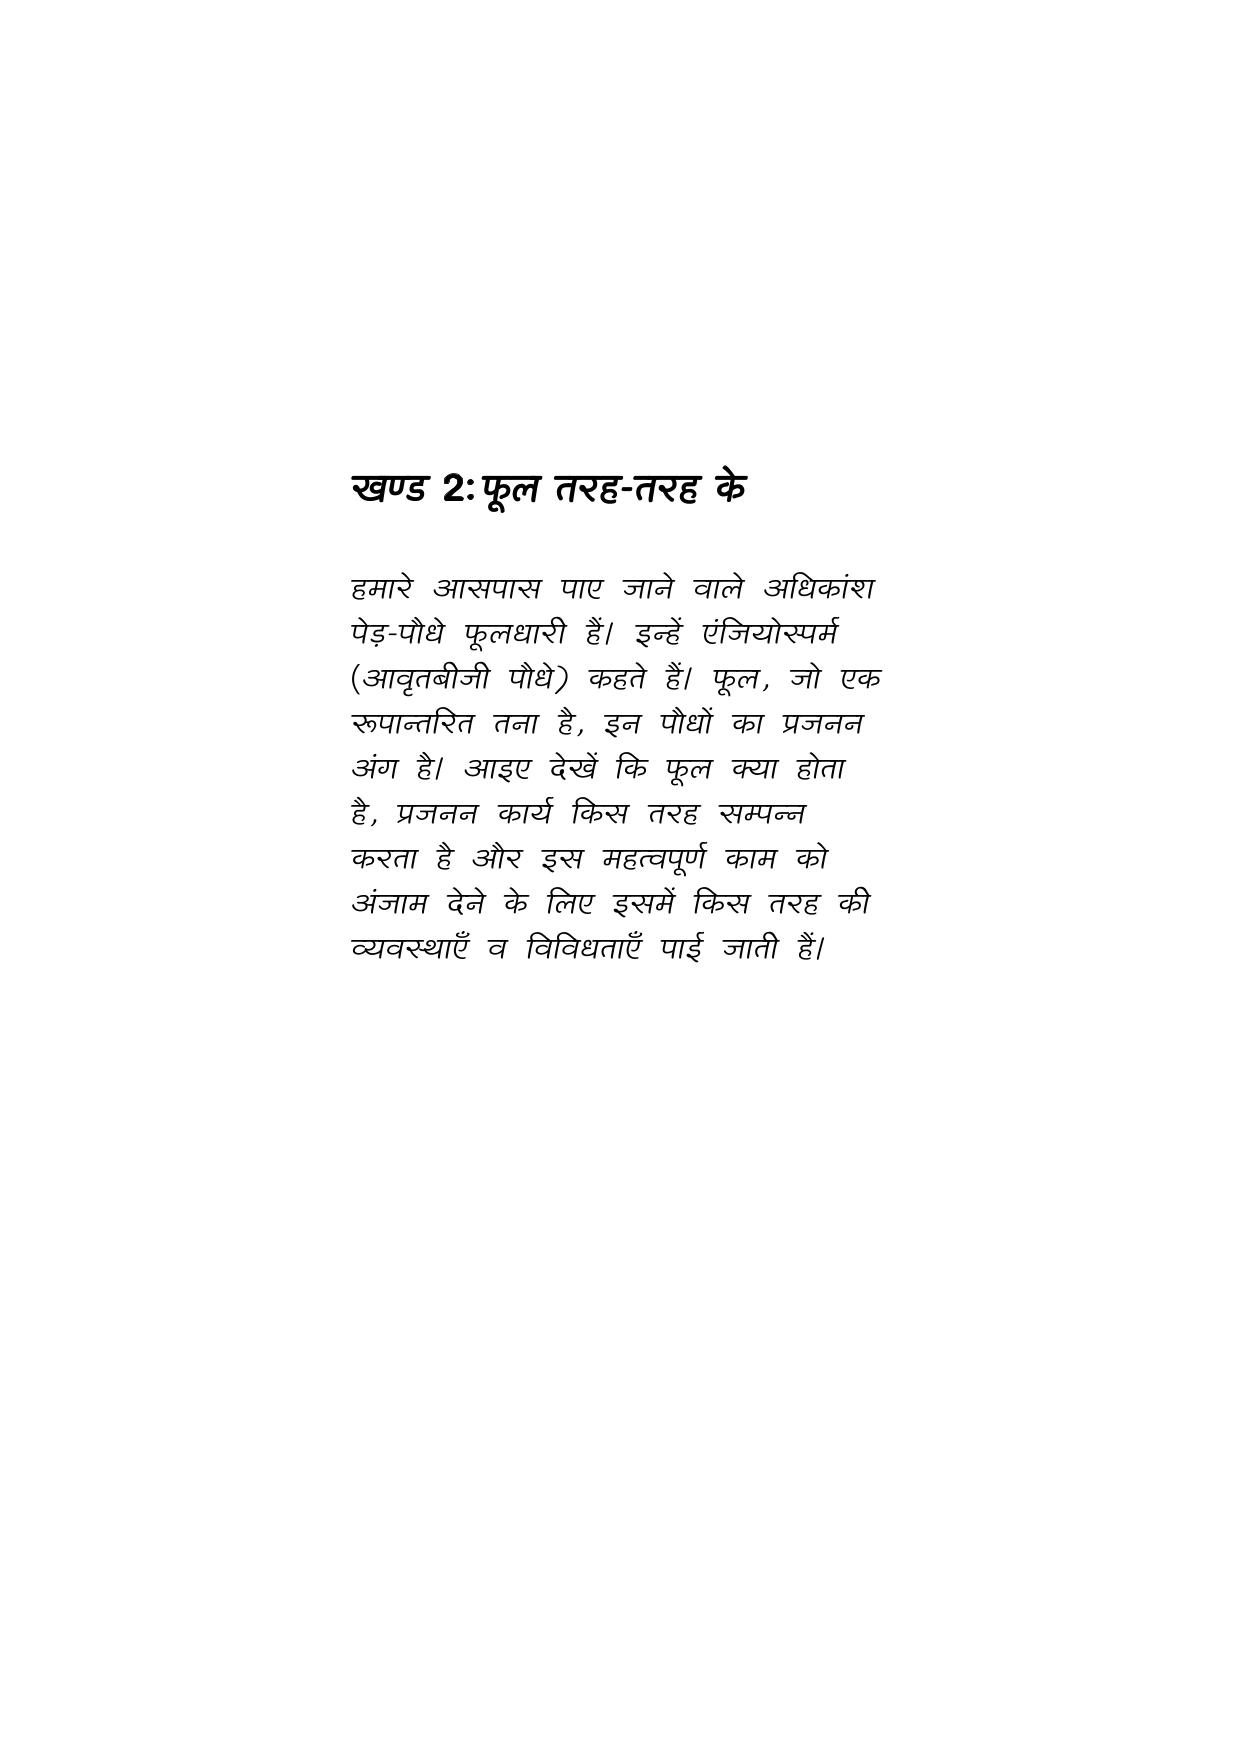 खण्ड 2: फूल तरह-तरह के
हमारे आसपास पाए जाने वाले अधिकांश
पेड़-पौधे फूलधारी हैं। इन्हें एंजियोस्पर्म
(आवृतबीजी पौधे) कहते हैं। फूल, जो एक
रूपान्तरित तना है, इन पौधों का प्रजनन
अंग है। आइए देखें कि फूल क्या होता
है, प्रजनन कार्य किस तरह सम्पन्न
करता है और इस महत्वपूर्ण काम को
अंजाम देने के लिए इसमें किस तरह की
व्यवस्थाएँ व विविधताएँ पाई जाती हैं।